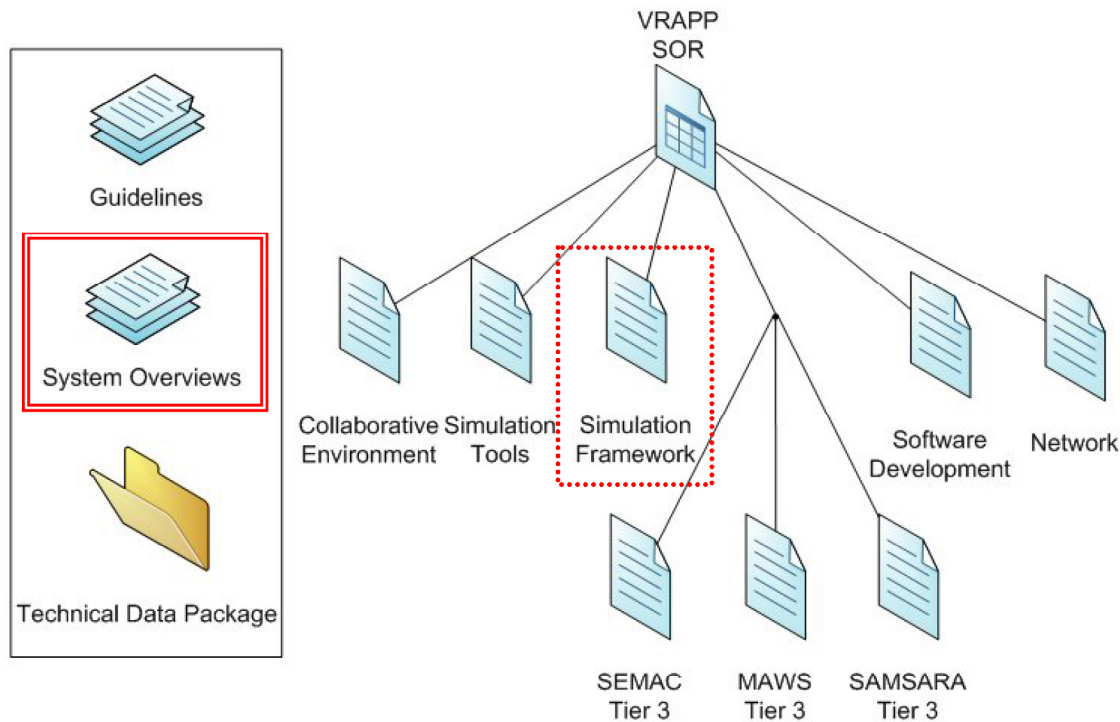 VRAPP
SOR
Guidelines
System Overviews
Technical Data Package
Collaborative
Environment
Simulation
Tools
Simulation
Framework
Software
Development
Network
SEMAC
Tier 3
MAWS
Tier 3
SAMSARA
Tier 3